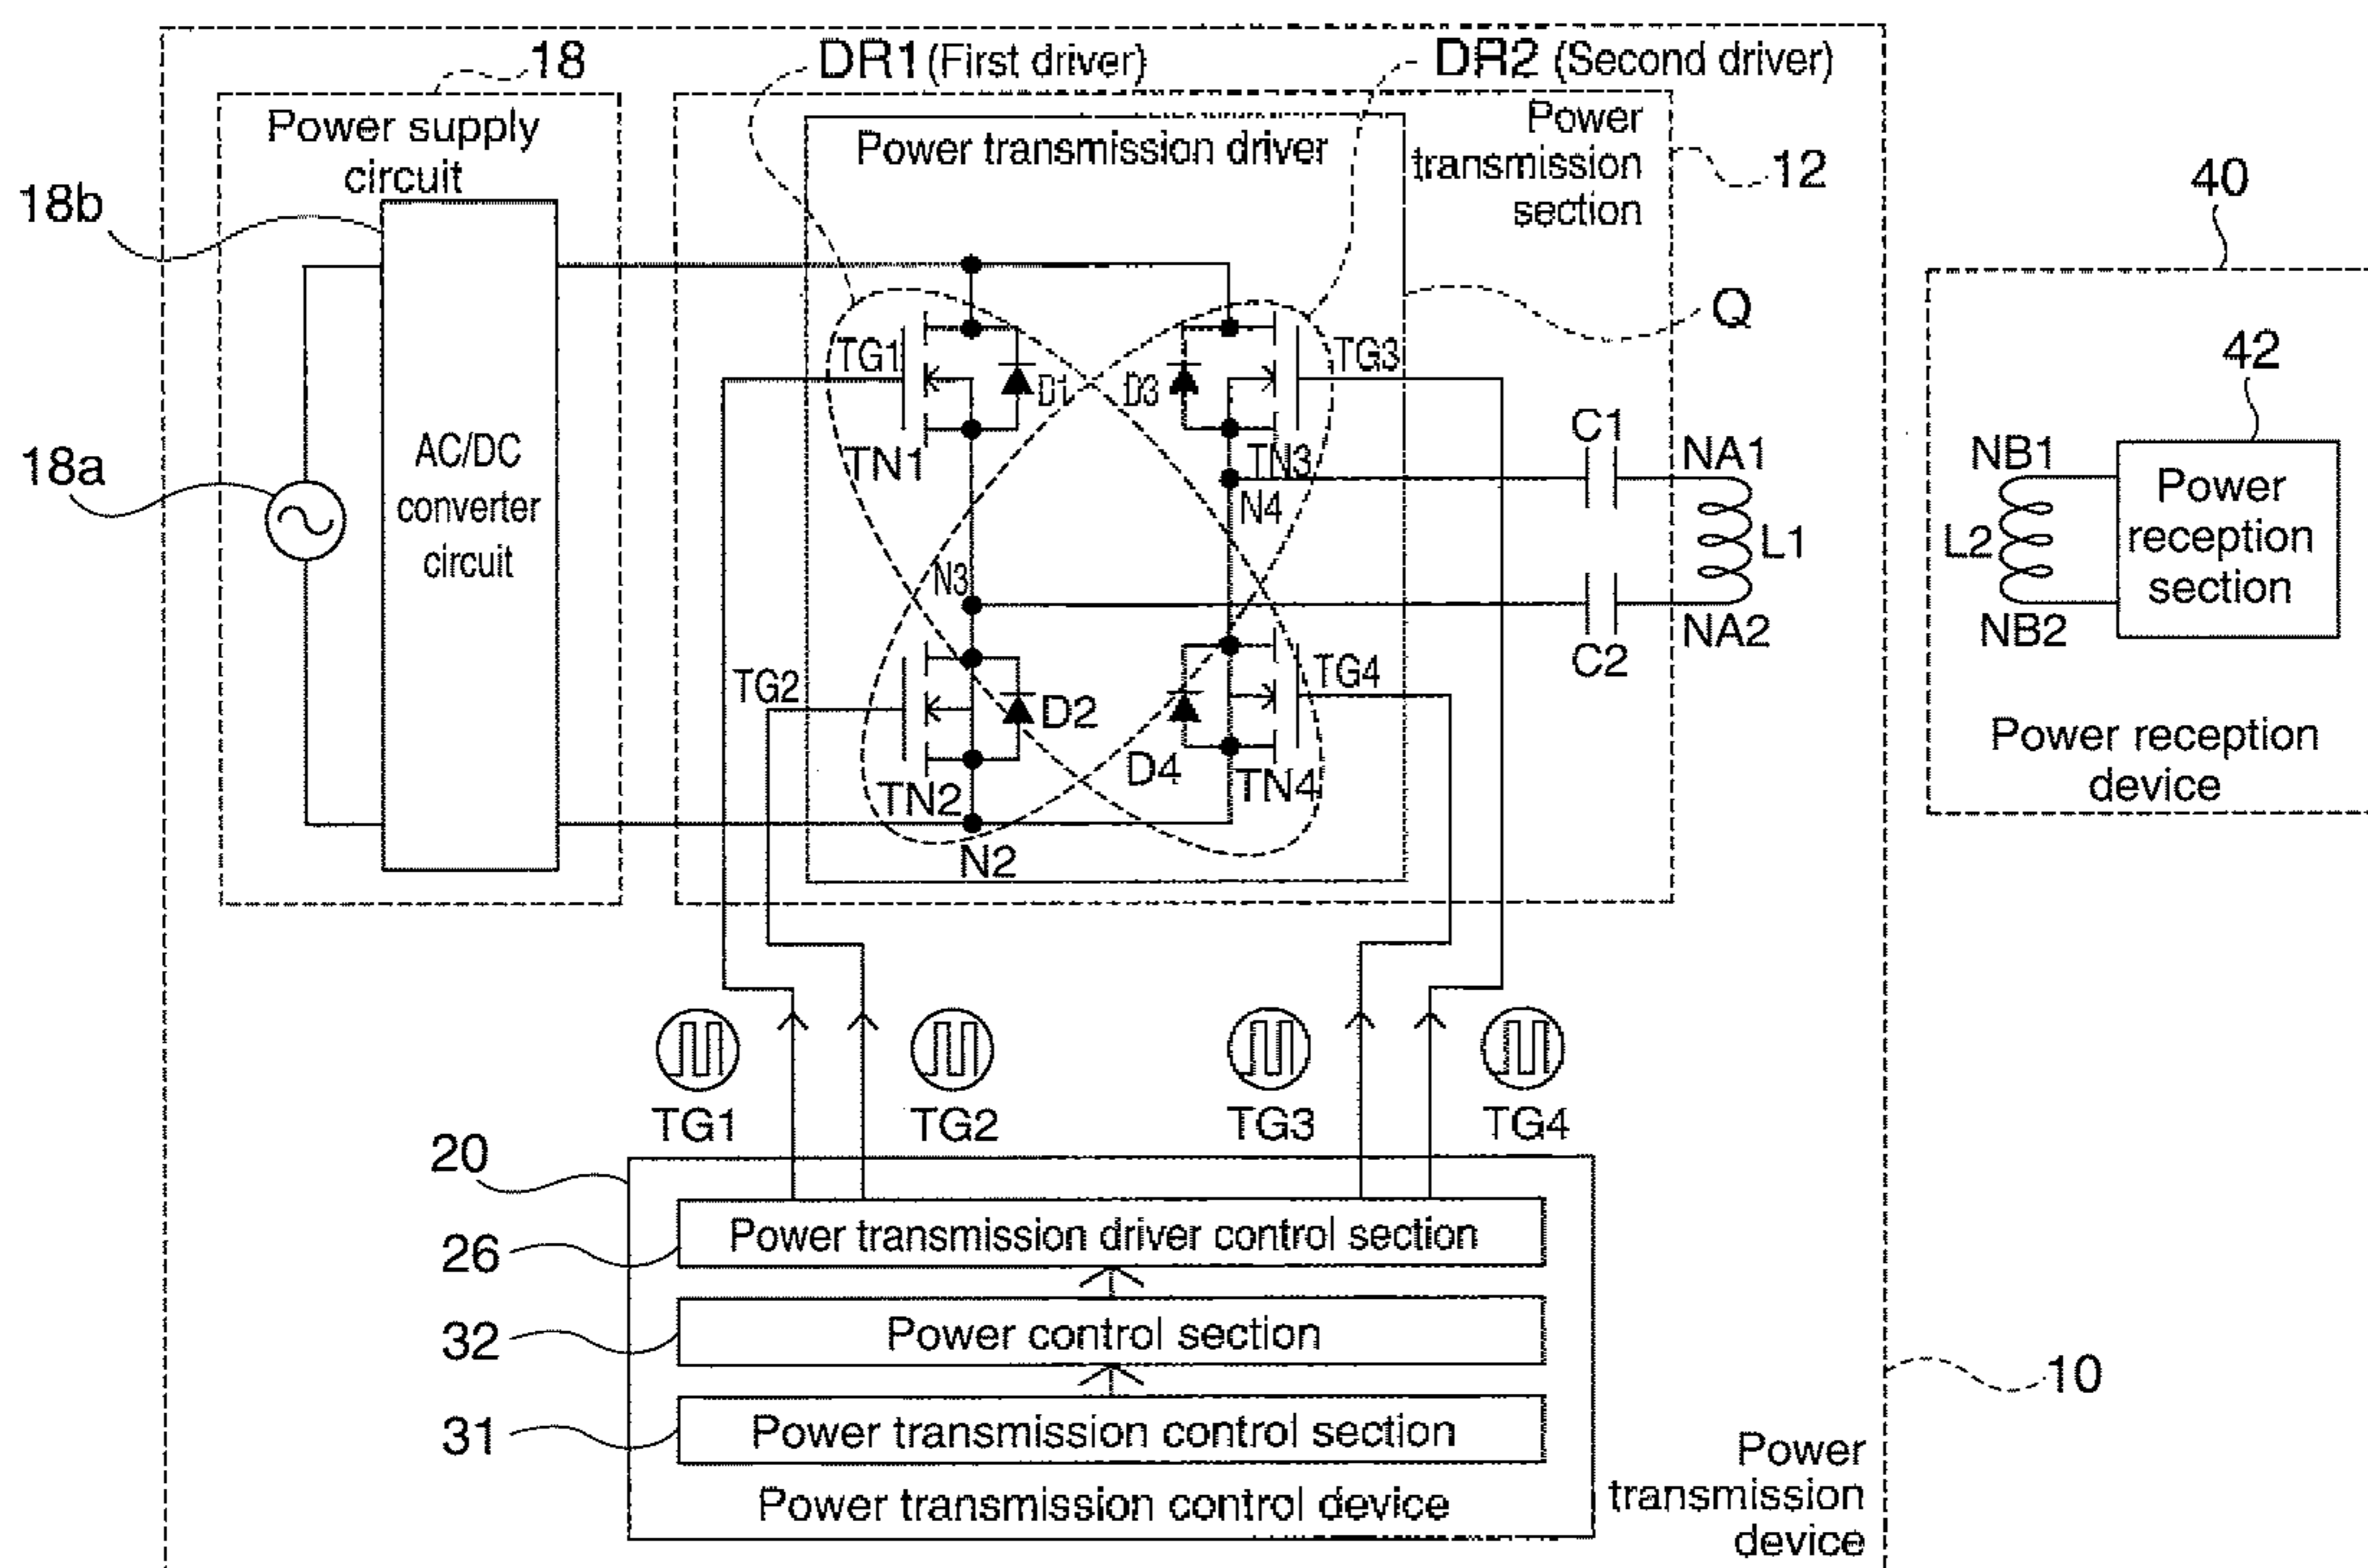 18
DR1 (First driver)
DR2 (Second driver)
Power supply
circuit
Power transmission driver
Power
transmission
section
12
18b
40
Q
TG1
D1
D3
TG3
42
C1
NA1
NB1
18a
AC/DC
converter
circuit
TN1
TN3
N4
Power
reception
section
L1
L2
N3
NA2
NB2
C2
TG2
TG4
D2
D4
TN2
TN4
N2
Power reception
device
TG1
TG2
TG3
TG4
20
Power transmission driver control section
26
Power control section
32
10
Power transmission control section
31
Power transmission control device
Power
transmission
device